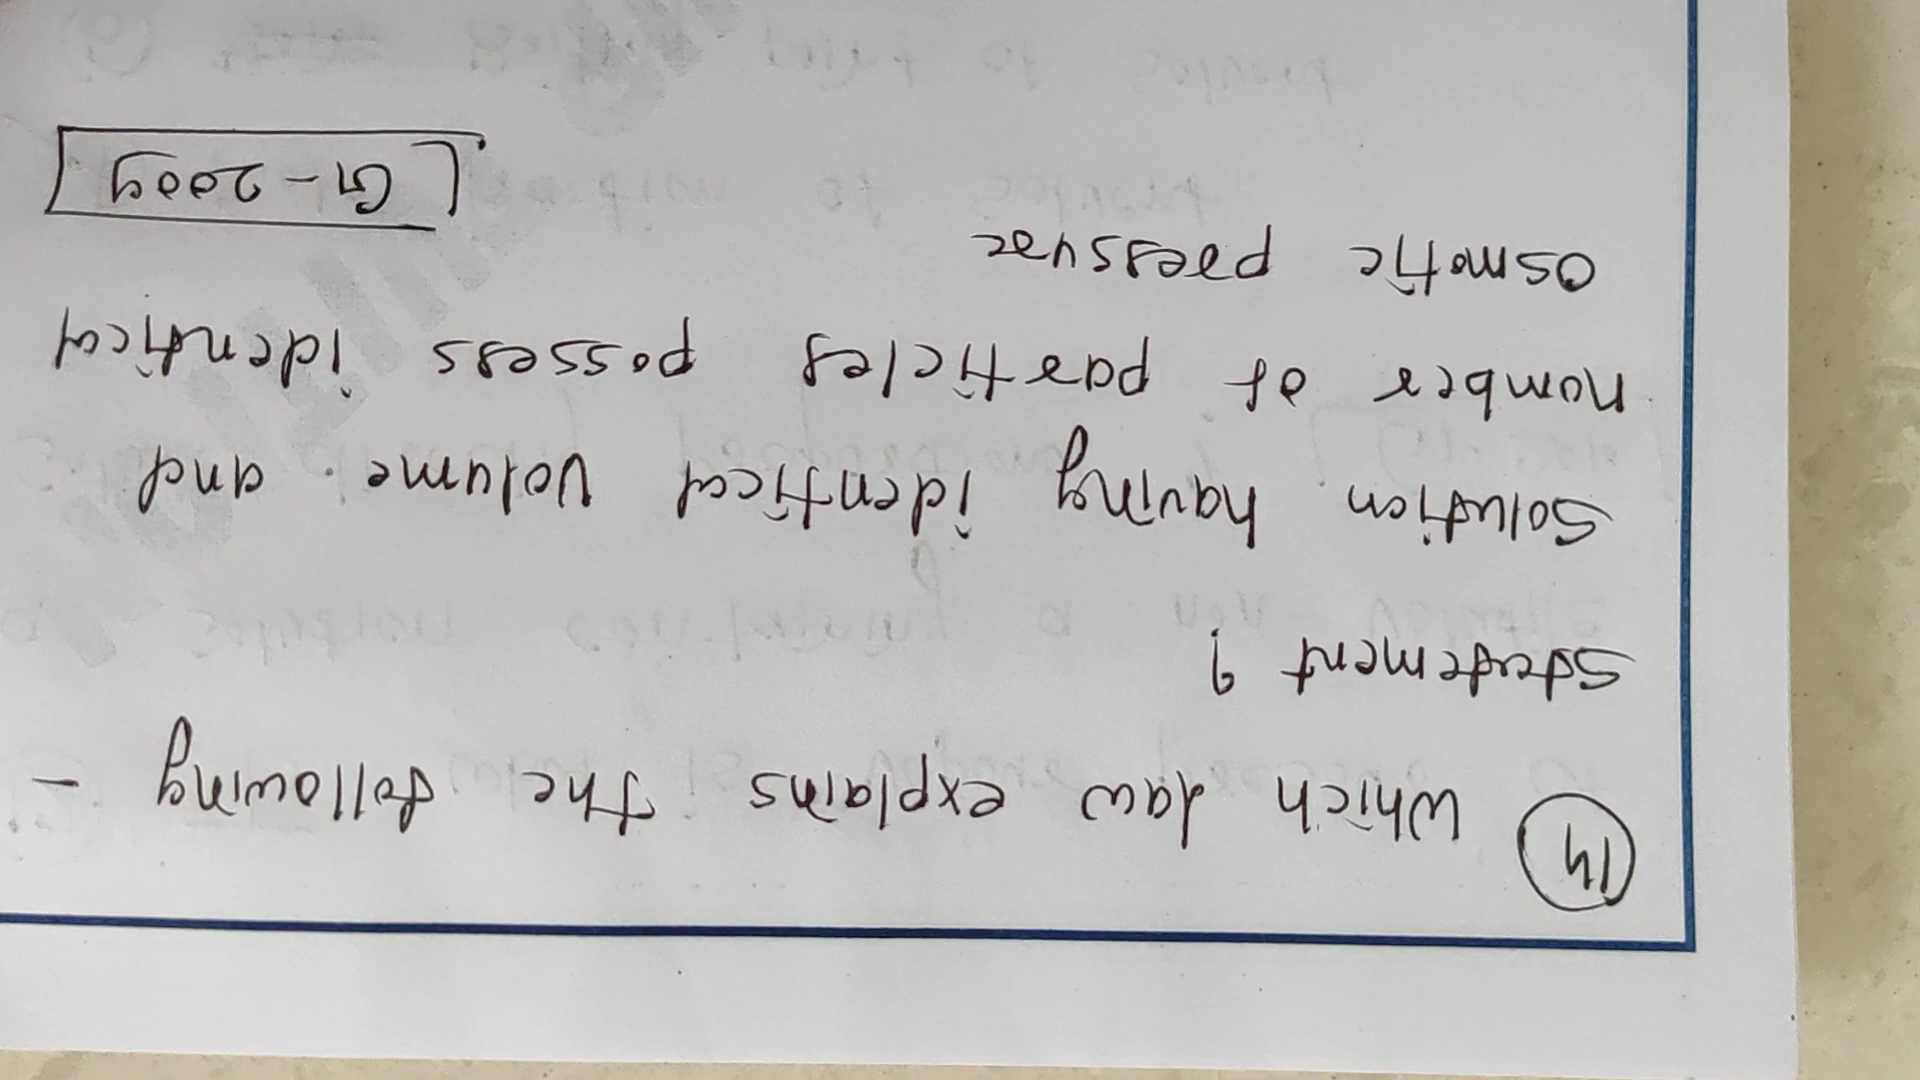 14 Which law explains the following -
statement ?
Solution having identical volume and
number of particles possess identical
osmotic pressure
[G-2009]